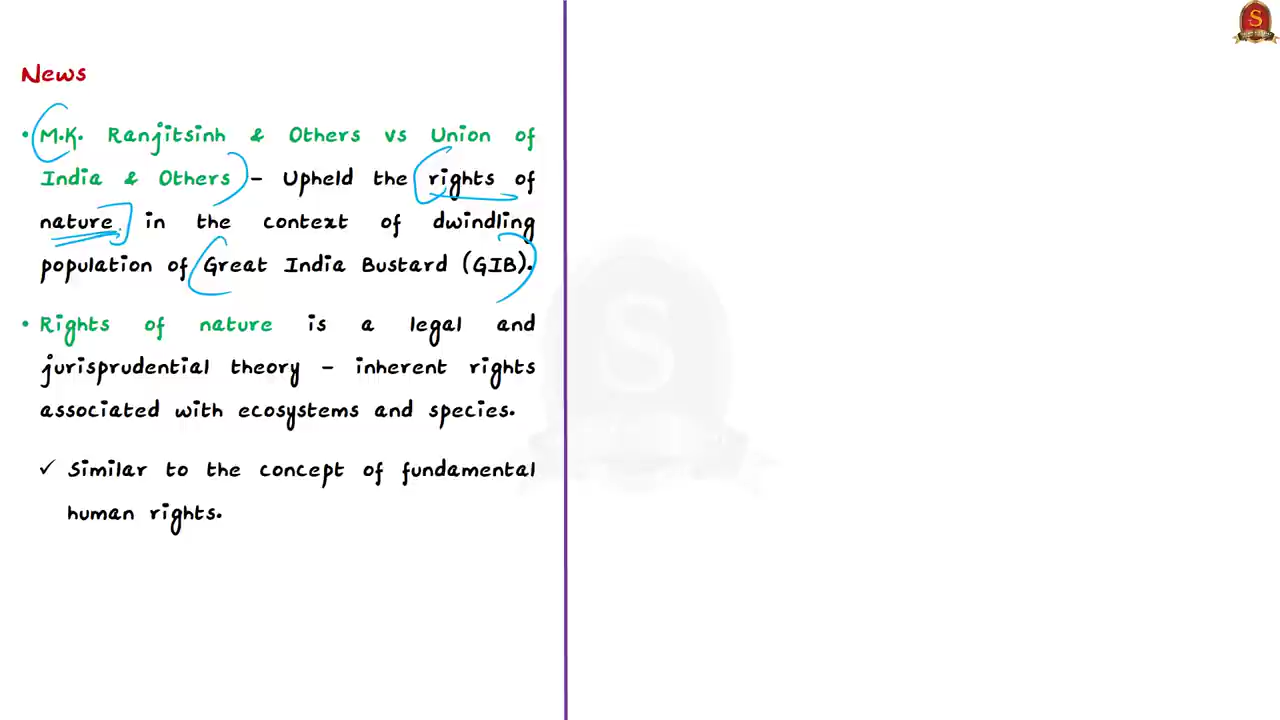 News
• M.K. Ranjitsinh & Others vs Union of
India & Others – Upheld the rights of
nature in the context of dwindling
population of Great India Bustard (GIB).
• Rights of nature is a legal and
jurisprudential theory – inherent rights
associated with ecosystems and species.
✓ Similar to the concept of fundamental
human rights.
S
S